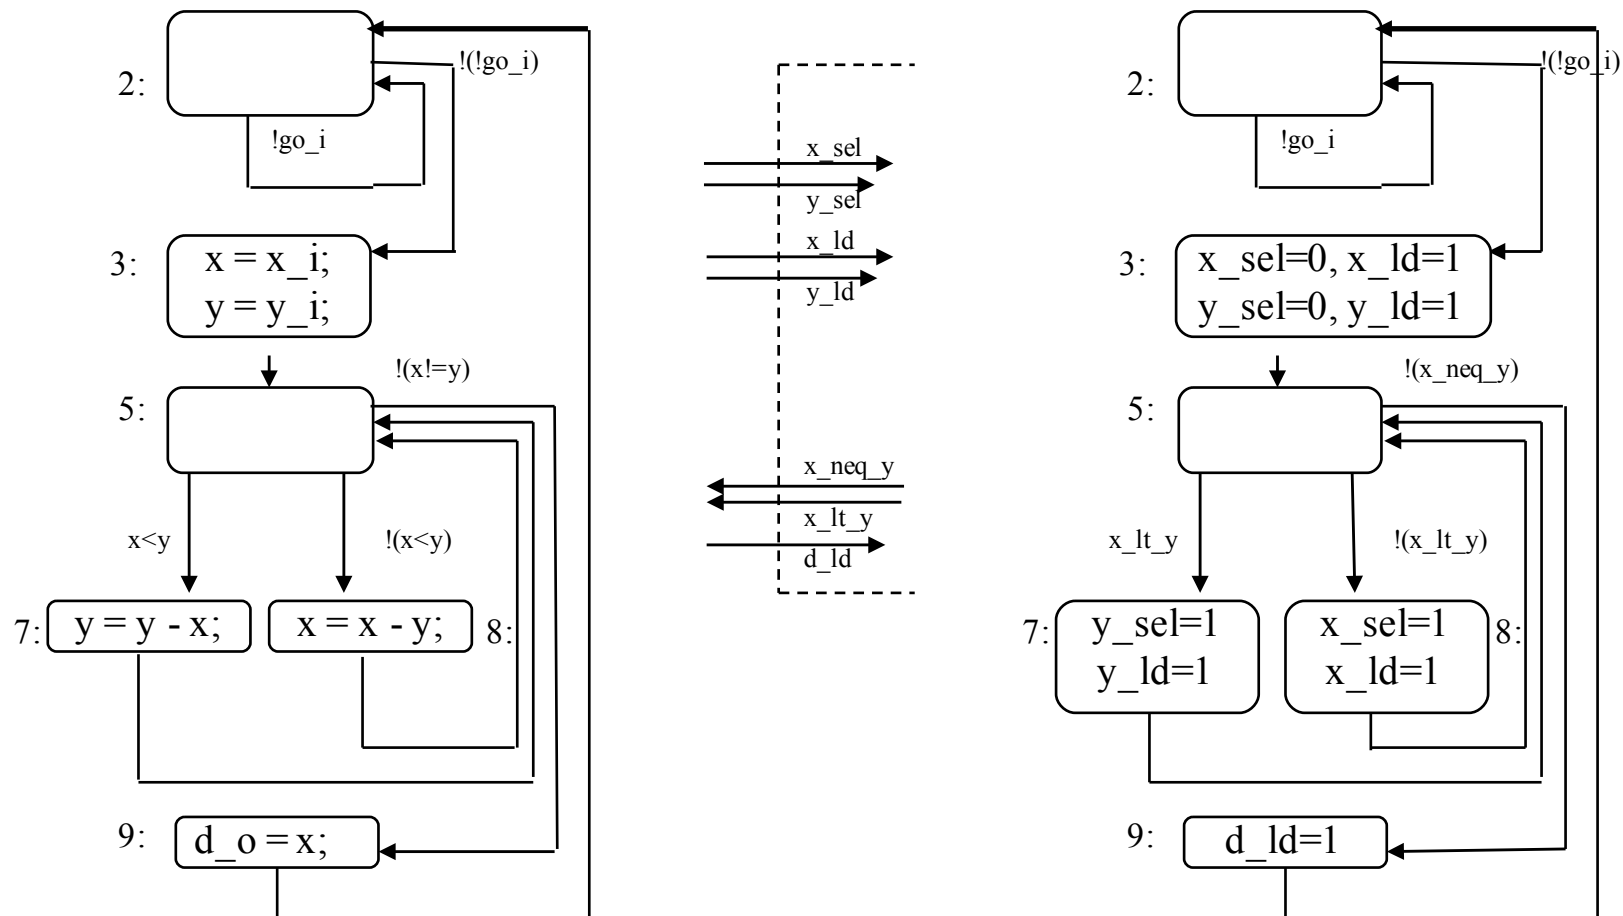 !(!go_i)
2:
!go_i
3:
x = x_i;
y = y_i;
!(x!=y)
5:
x<y
!(x<y)
7:
y = y - x;
x = x - y;
8:
9:
d_o = x;
x_sel
y_sel
x_ld
y_ld
x_neq_y
x_lt_y
d_ld
!(!go_i)
2:
!go_i
3:
x_sel=0, x_ld=1
y_sel=0, y_ld=1
!(x_neq_y)
5:
x_lt_y
!(x_lt_y)
7:
y_sel=1
y_ld=1
x_sel=1
x_ld=1
8:
9:
d_ld=1